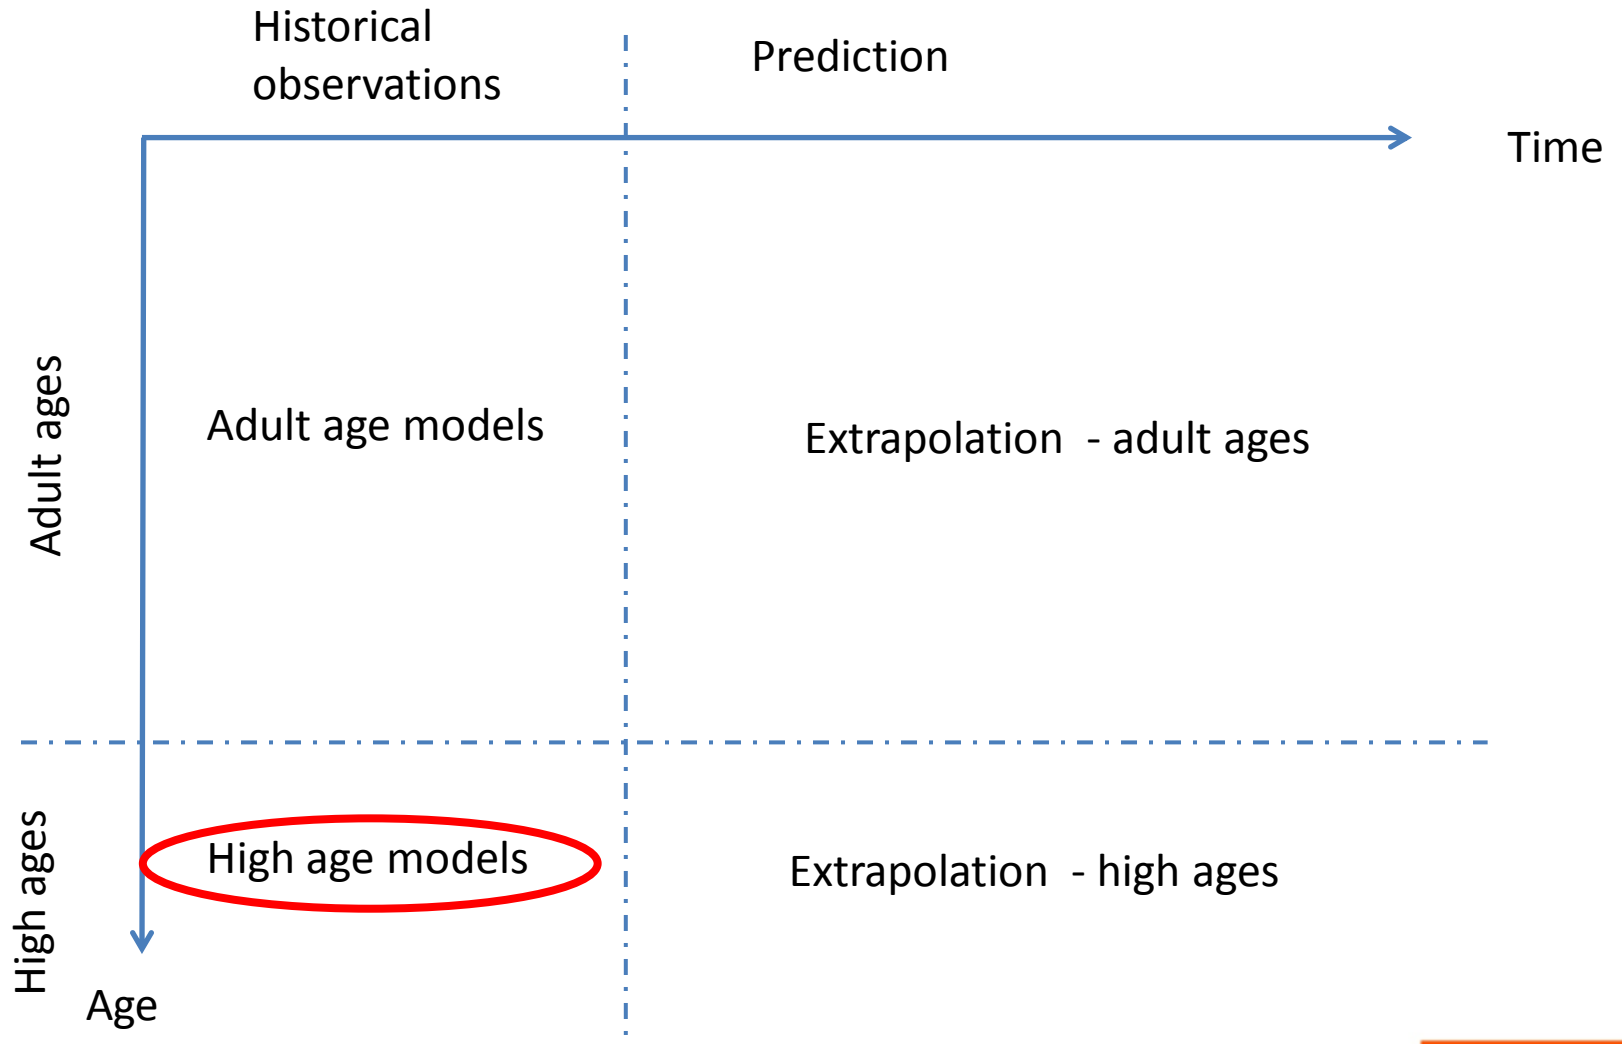 Historical
observations
Prediction
Time
Adult ages
Adult age models
Extrapolation - adult ages
High ages
High age models
Extrapolation - high ages
Age